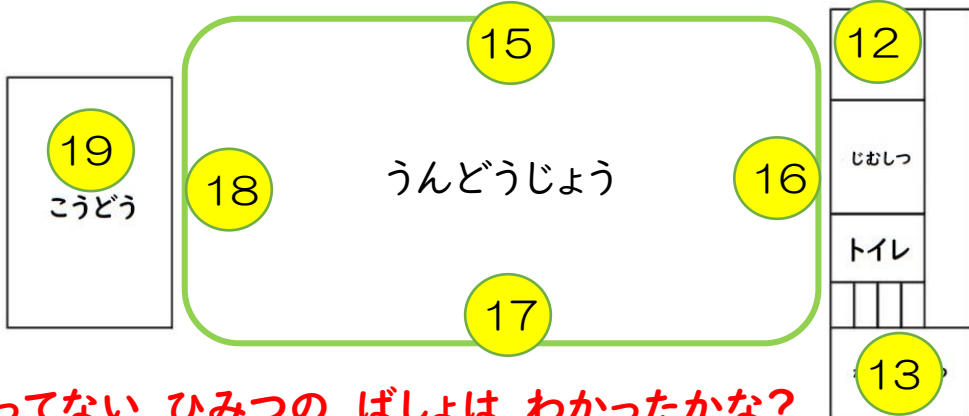 15
12
19
こうどう
18
うんどうじょう
16
じむしつ
トイレ
17
13
ってない ひみつの ばしょは わかったかな?